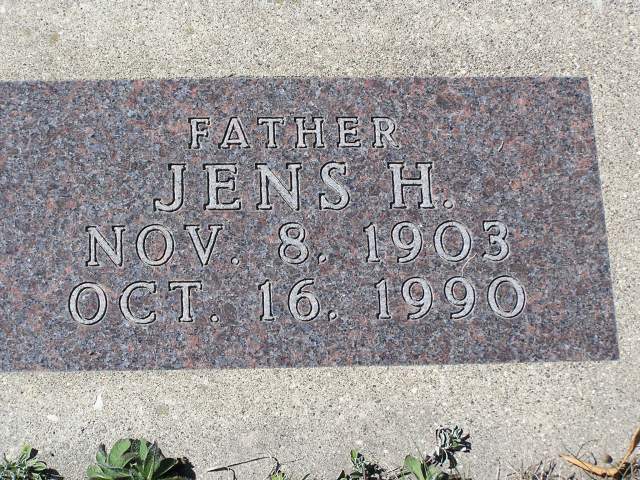 FATHER
JENS H.
NOV. 8. 1903
OCT. 16. 1990